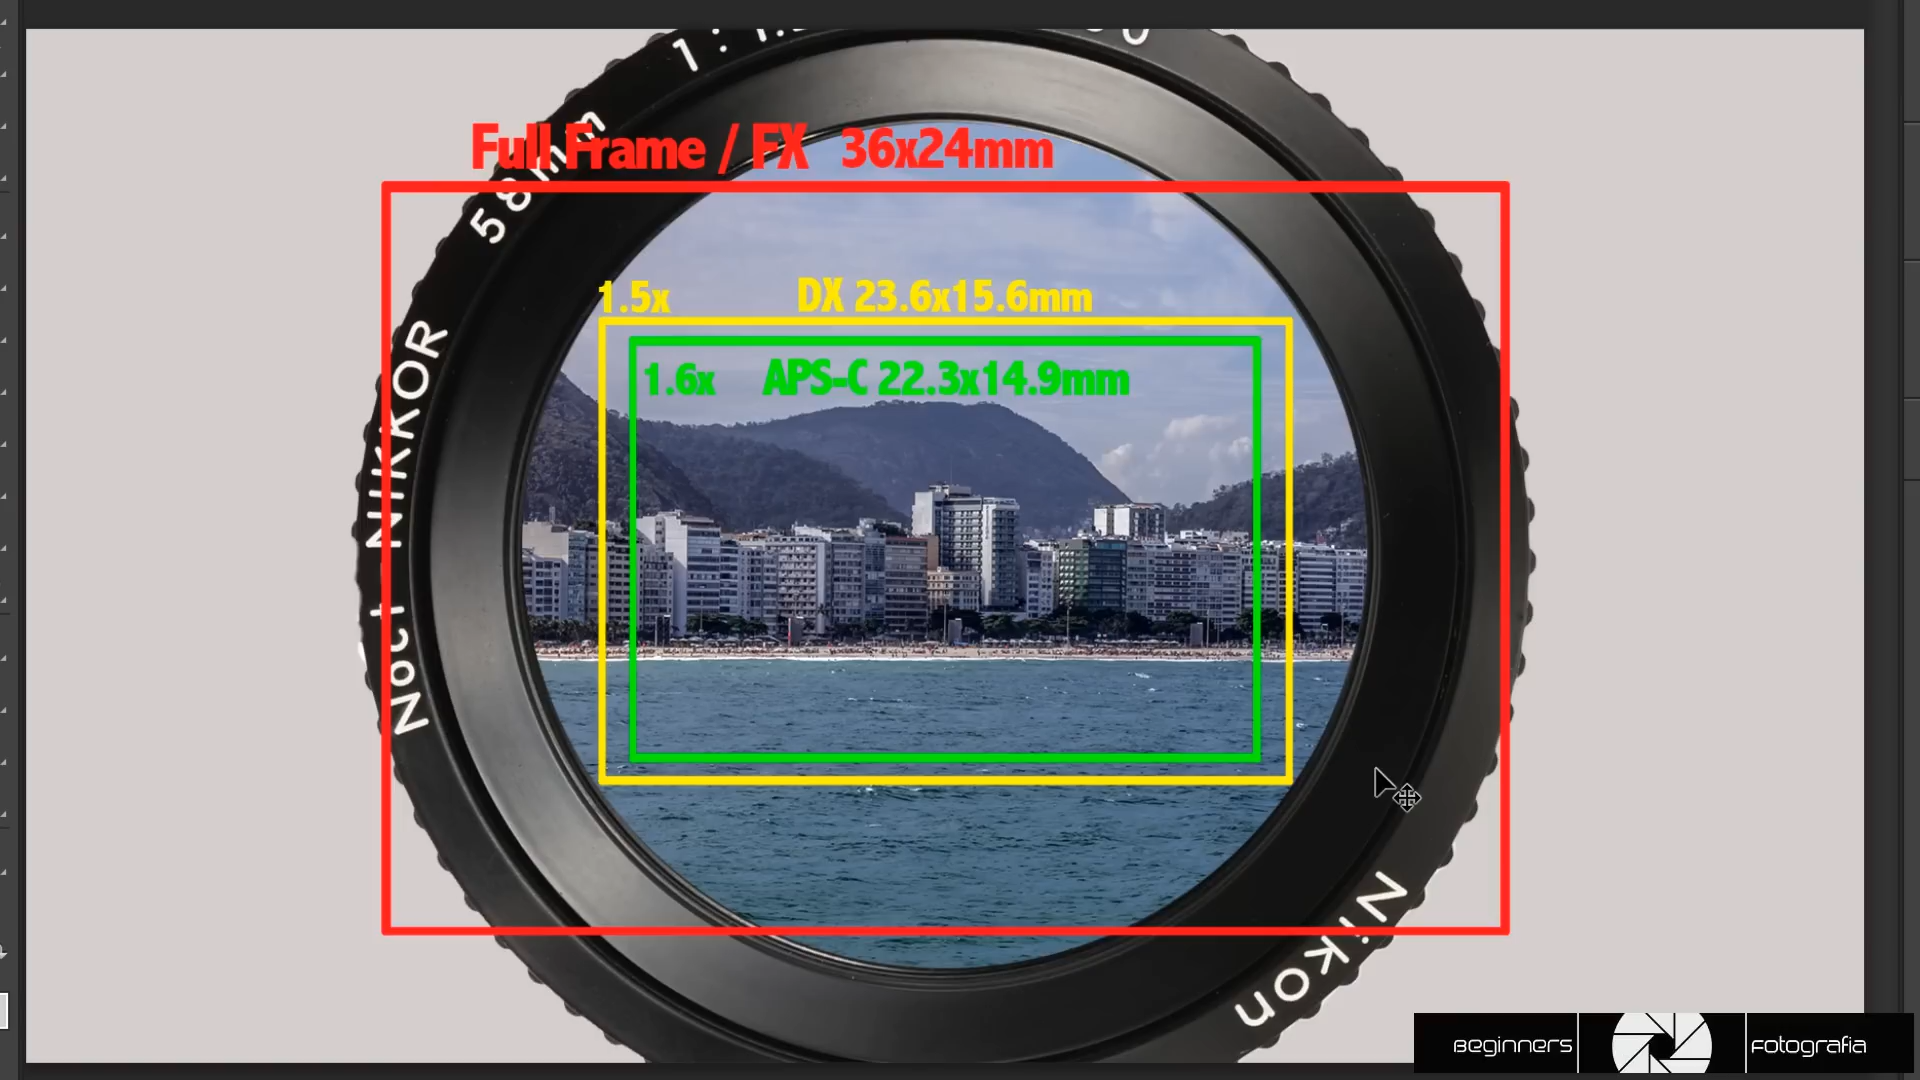 58mm
Full Frame / FX 36x24mm
1.5x DX 23.6x15.6mm
1.6x APS-C 22.3x14.9mm
Noct-NIKKOR
Nikon
Beginners Fotografia